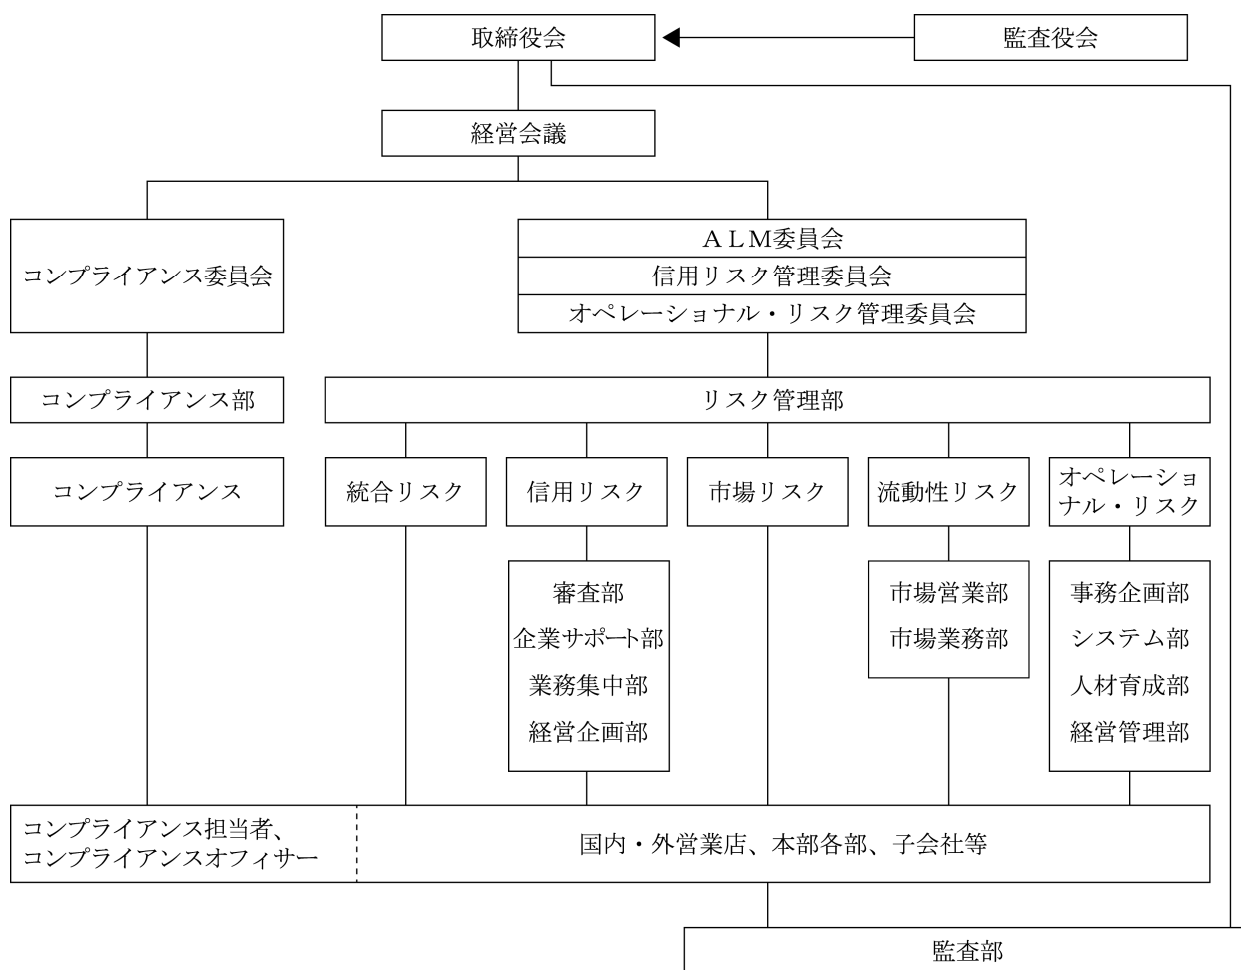 取締役会
監査役会
経営会議
コンプライアンス委員会
ＡＬＭ委員会
信用リスク管理委員会
オペレーショナル・リスク管理委員会
コンプライアンス部
リスク管理部
コンプライアンス
統合リスク
信用リスク
市場リスク
流動性リスク
オペレーショ
ナル・リスク
審査部
企業サポート部
業務集中部
経営企画部
市場営業部
市場業務部
事務企画部
システム部
人材育成部
経営管理部
コンプライアンス担当者、
コンプライアンスオフィサー
国内・外営業店、本部各部、子会社等
監査部